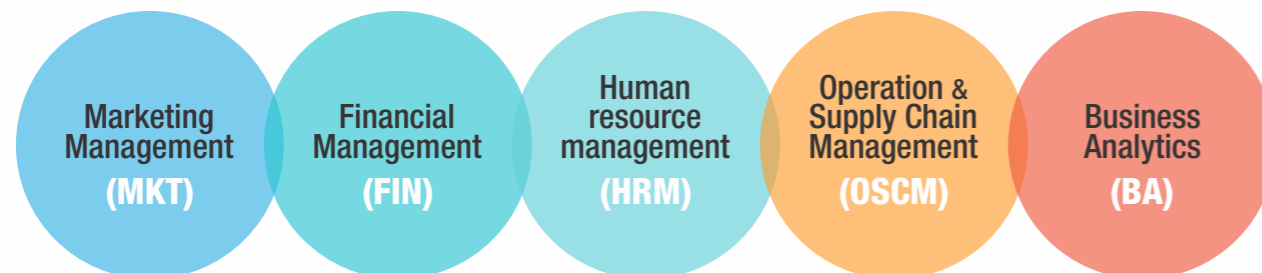 Marketing
Management
(MKT)
Financial
Management
(FIN)
Human
resource
management
(HRM)
Operation &
Supply Chain
Management
(OSCM)
Business
Analytics
(BA)